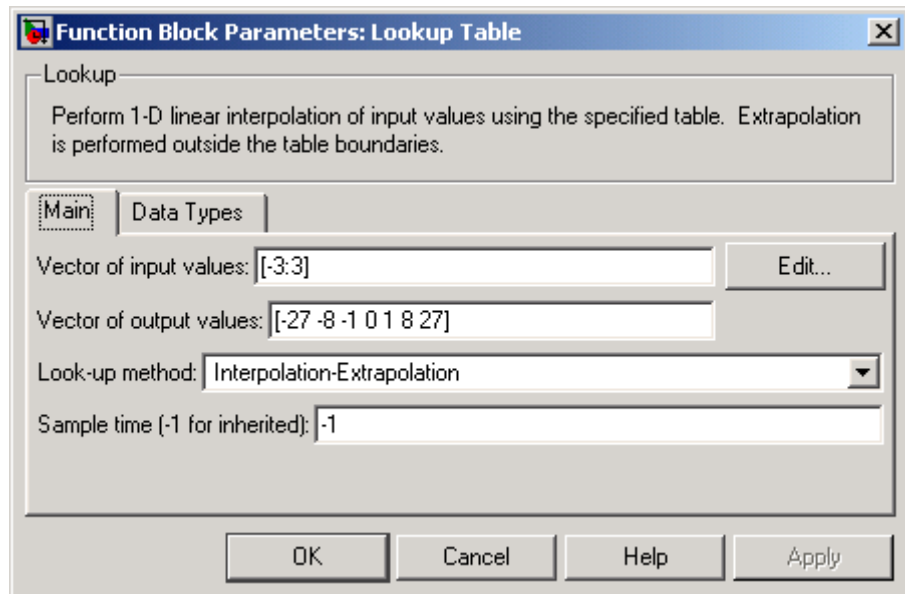 Function Block Parameters: Lookup Table
Lookup
Perform 1-D linear interpolation of input values using the specified table. Extrapolation
is performed outside the table boundaries.
Main Data Types
Vector of input values: [-3:3] Edit...
Vector of output values: [-27 -8 -1 0 1 8 27]
Look-up method: Interpolation-Extrapolation
Sample time (-1 for inherited): -1
OK Cancel Help Apply